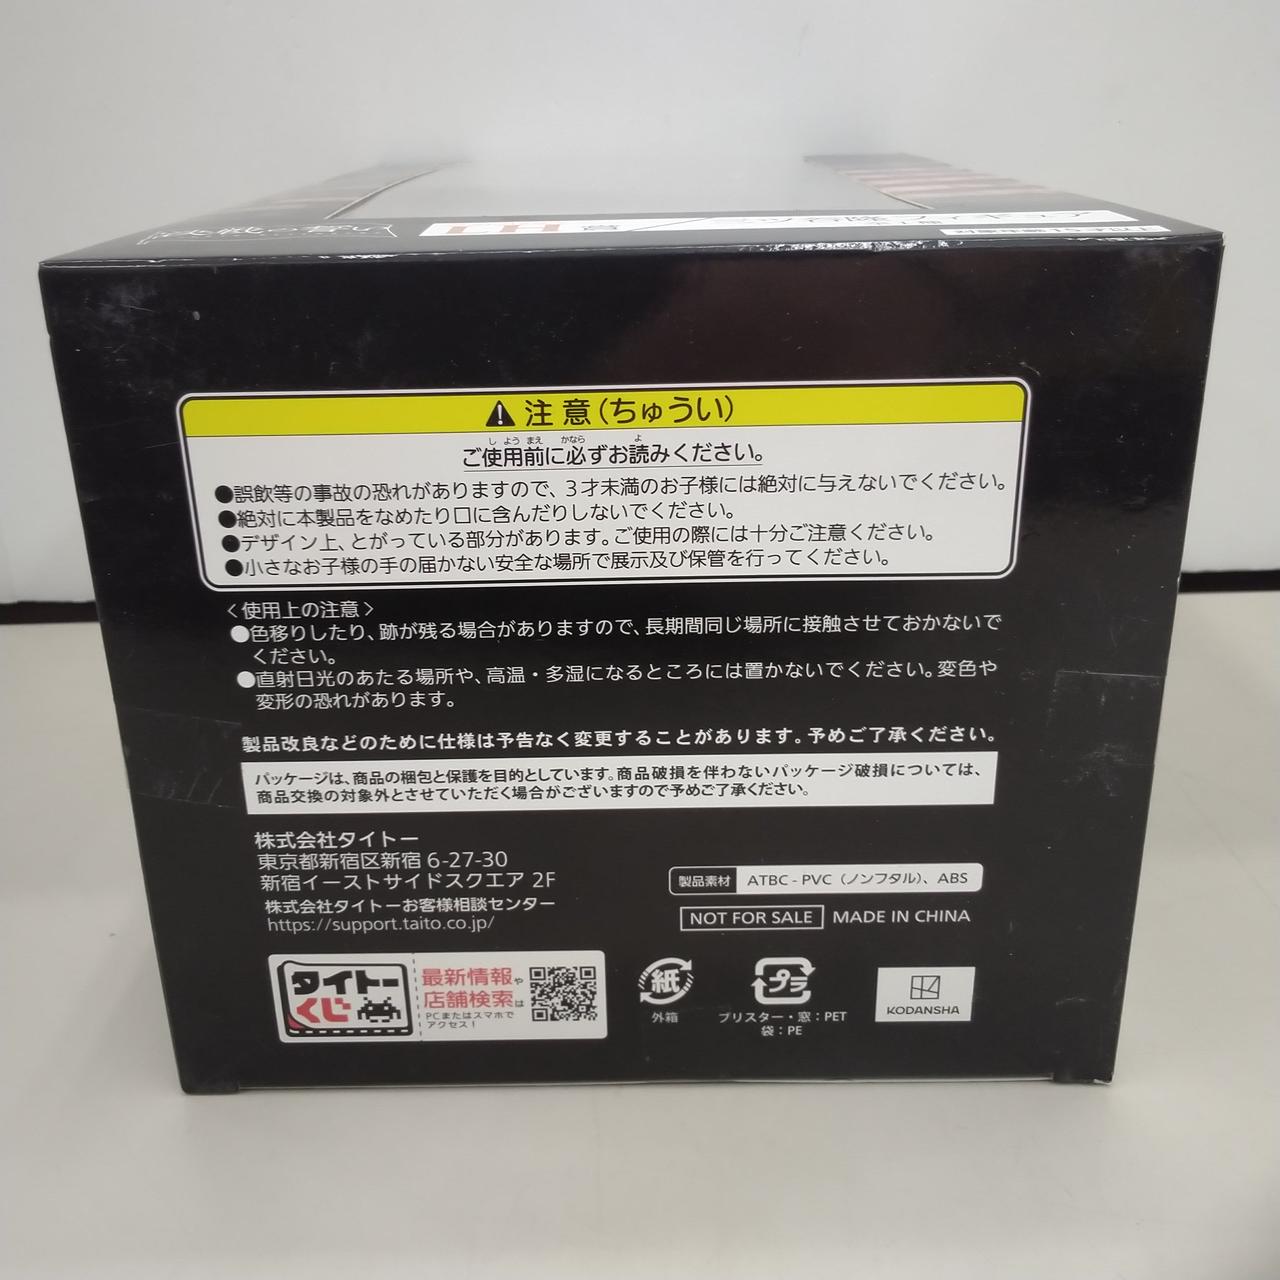 賞
注意(ちゅうい)
ご使用前に必ずお読みください。
●誤飲等の事故の恐れがありますので、3才未満のお子様には絶対に与えないでください。
●絶対に本製品をなめたり口に含んだりしないでください。
●デザイン上、とがっている部分があります。ご使用の際には十分ご注意ください。
●小さなお子様の手の届かない安全な場所で展示及び保管を行ってください。
〈使用上の注意〉
●色移りしたり、跡が残る場合がありますので、長期間同じ場所に接触させておかないで
ください。
●直射日光のあたる場所や、高温・多湿になるところには置かないでください。変色や
変形の恐れがあります。
製品改良などのために仕様は予告なく変更することがあります。予めご了承ください。
パッケージは、商品の梱包と保護を目的としています。商品破損を伴わないパッケージ破損については、
商品交換の対象外とさせていただく場合がございますので予めご了承ください。
株式会社タイトー
東京都新宿区新宿 6-27-30
新宿イーストサイドスクエア 2F
株式会社タイトーお客様相談センター
https://support.taito.co.jp/
製品素材 ATBC-PVC（ノンフタル）、ABS
NOT FOR SALE MADE IN CHINA
タイトー
くじ
最新情報や
店舗検索は
PCまたはスマホで
アクセス!
紙
外箱
プラ
ブリスター・窓：PET
袋：PE
KODANSHA